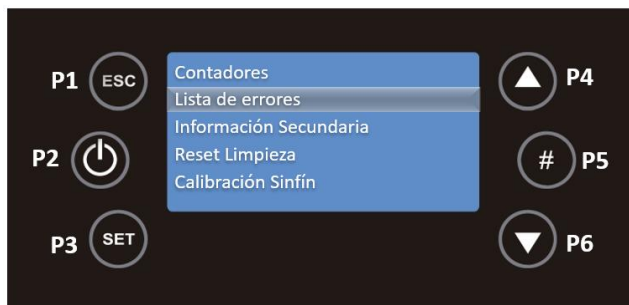 P1 ESC
P2
P3 SET
Contadores
Lista de errores
Información Secundaria
Reset Limpieza
Calibración Sinfín
P4
# P5
P6